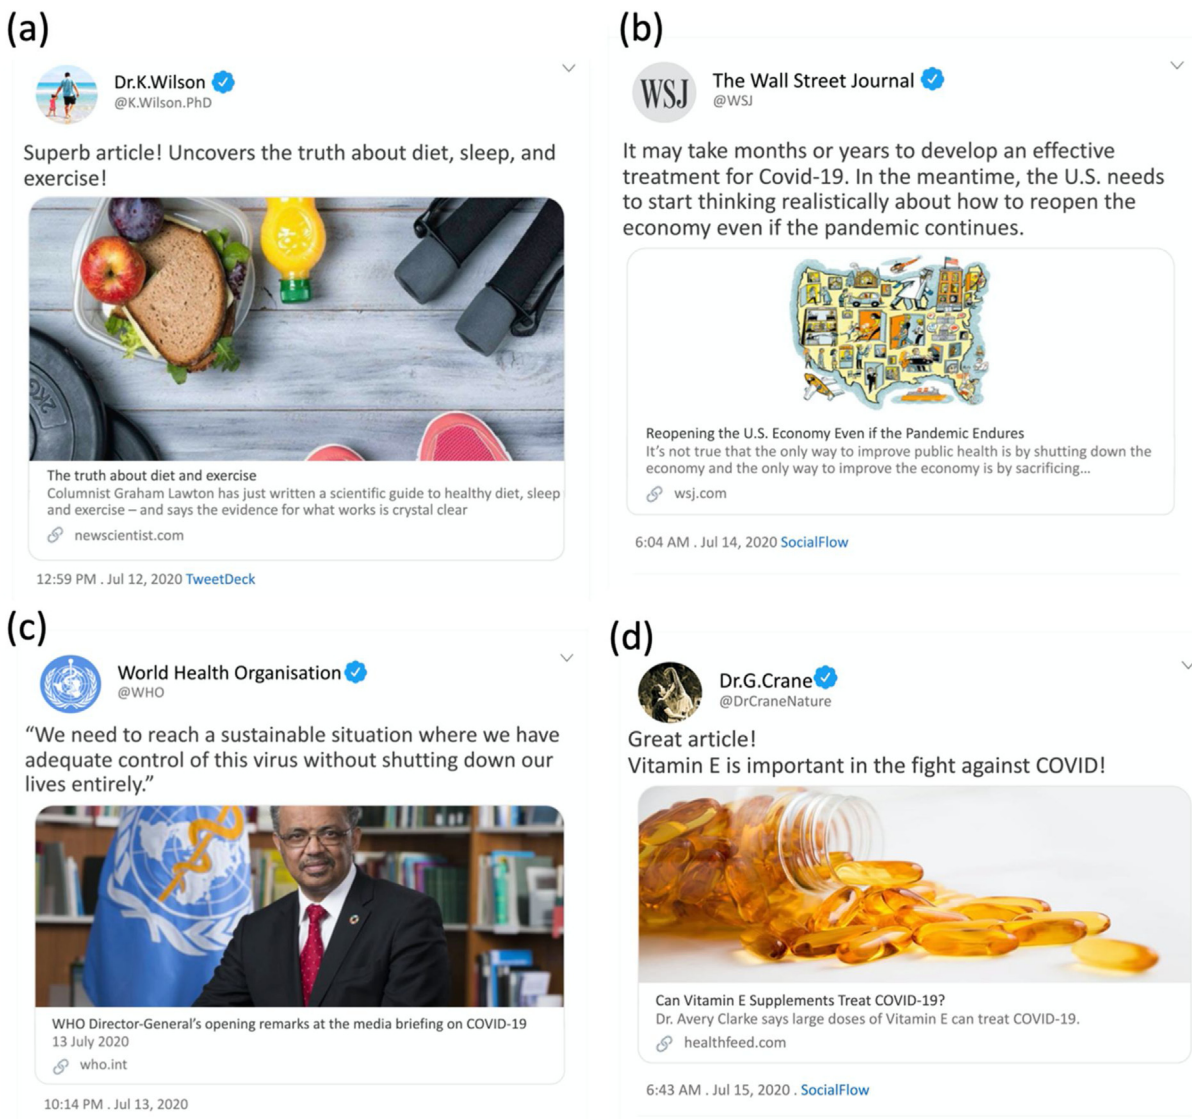 (a)
Dr.K.Wilson
@K.Wilson.PhD
Superb article! Uncovers the truth about diet, sleep, and
exercise!
2KG
The truth about diet and exercise
Columnist Graham Lawton has just written a scientific guide to healthy diet, sleep
and exercise – and says the evidence for what works is crystal clear
newscientist.com
12:59 PM . Jul 12, 2020 TweetDeck
(b)
WSJ
The Wall Street Journal
@WSJ
It may take months or years to develop an effective
treatment for Covid-19. In the meantime, the U.S. needs
to start thinking realistically about how to reopen the
economy even if the pandemic continues.
Reopening the U.S. Economy Even if the Pandemic Endures
It’s not true that the only way to improve public health is by shutting down the
economy and the only way to improve the economy is by sacrificing...
wsj.com
6:04 AM . Jul 14, 2020 SocialFlow
(c)
World Health Organisation
@WHO
“We need to reach a sustainable situation where we have
adequate control of this virus without shutting down our
lives entirely.”
WHO Director-General’s opening remarks at the media briefing on COVID-19
13 July 2020
who.int
10:14 PM . Jul 13, 2020
(d)
Dr.G.Crane
@DrCraneNature
Great article!
Vitamin E is important in the fight against COVID!
Can Vitamin E Supplements Treat COVID-19?
Dr. Avery Clarke says large doses of Vitamin E can treat COVID-19.
healthfeed.com
6:43 AM . Jul 15, 2020 . SocialFlow